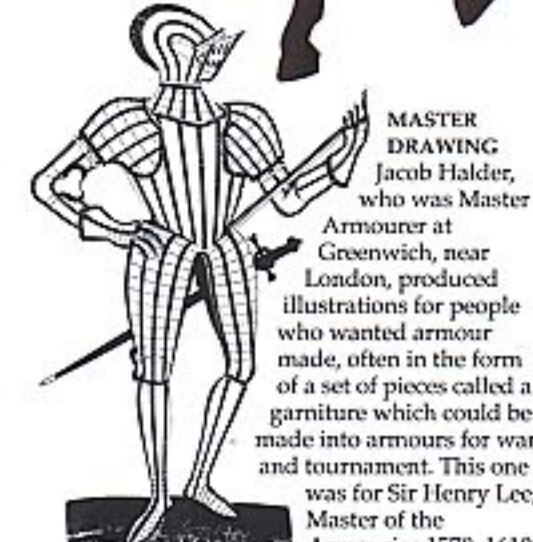 MASTER
DRAWING
Jacob Halder,
who was Master
Armourer at
Greenwich, near
London, produced
illustrations for people
who wanted armour
made, often in the form
of a set of pieces called a
garniture which could be
made into armours for war
and tournament. This one
was for Sir Henry Lee,
Master of the